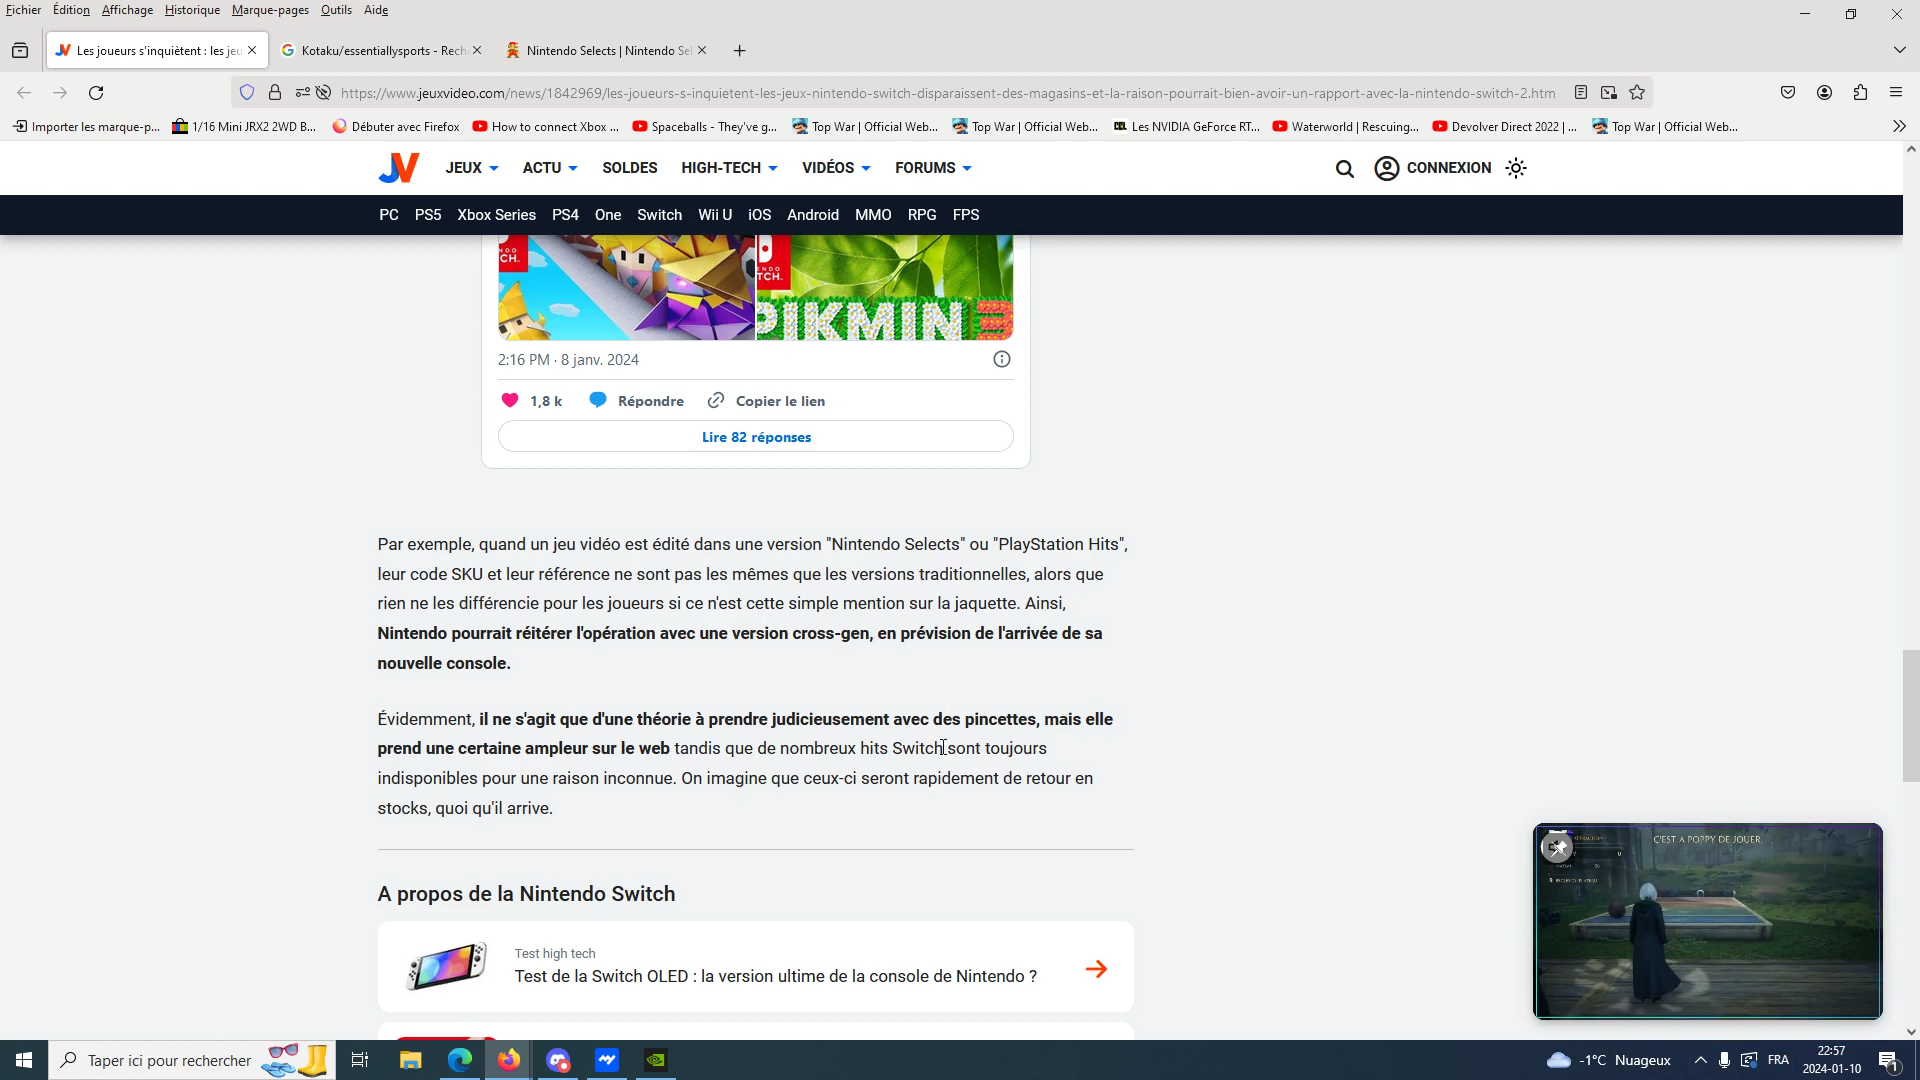 Fichier Édition Affichage Historique Marque-pages Outils Aide
Les joueurs s'inquiètent : les jeu
Kotaku/essentiallysports - Rech
Nintendo Selects | Nintendo Sel
https://www.jeuxvideo.com/news/1842969/les-joueurs-s-inquietent-les-jeux-nintendo-switch-disparaissent-des-magasins-et-la-raison-pourrait-bien-avoir-un-rapport-avec-la-nintendo-switch-2.htm
Importer les marque-p...
1/16 Mini JRX2 2WD B...
Débuter avec Firefox
How to connect Xbox ...
Spaceballs - They've g...
Top War | Official Web...
Top War | Official Web...
Les NVIDIA GeForce RT...
Waterworld | Rescuing...
Devolver Direct 2022 | ...
Top War | Official Web...
JV JEUX ACTU SOLDES HIGH-TECH VIDÉOS FORUMS CONNEXION
PC PS5 Xbox Series PS4 One Switch Wii U iOS Android MMO RPG FPS
PIKMIN 3
2:16 PM · 8 janv. 2024
1,8 k Répondre Copier le lien
Lire 82 réponses
Par exemple, quand un jeu vidéo est édité dans une version "Nintendo Selects" ou "PlayStation Hits",
leur code SKU et leur référence ne sont pas les mêmes que les versions traditionnelles, alors que
rien ne les différencie pour les joueurs si ce n'est cette simple mention sur la jaquette. Ainsi,
Nintendo pourrait réitérer l'opération avec une version cross-gen, en prévision de l'arrivée de sa
nouvelle console.
Évidemment, il ne s'agit que d'une théorie à prendre judicieusement avec des pincettes, mais elle
prend une certaine ampleur sur le web tandis que de nombreux hits Switch sont toujours
indisponibles pour une raison inconnue. On imagine que ceux-ci seront rapidement de retour en
stocks, quoi qu'il arrive.
A propos de la Nintendo Switch
Test high tech
Test de la Switch OLED : la version ultime de la console de Nintendo ?
C'EST A POPPY DE JOUER.
Taper ici pour rechercher
-1°C Nuageux
FRA
22:57
2024-01-10
1